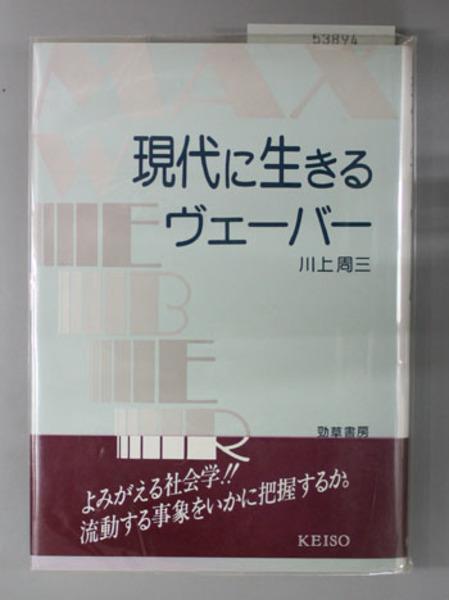 53894
MAX
W
E
B
E
R
現代に生きる
ヴェーバー
川上周三
勁草書房
よみがえる社会学!!
流動する事象をいかに把握するか。
KEISO